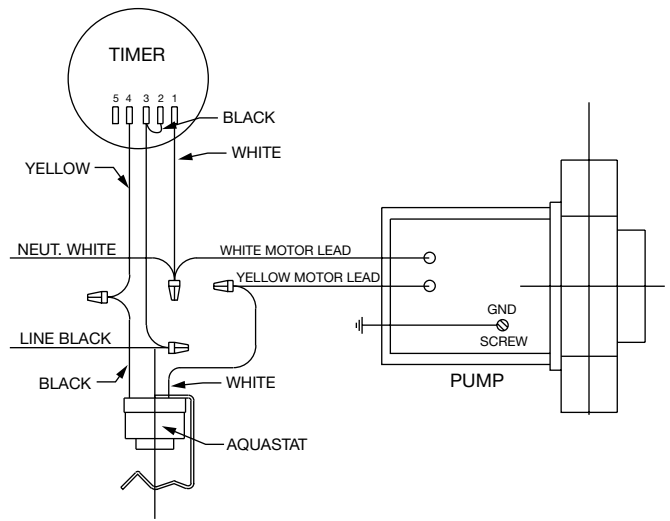 TIMER
5 4 3 2 1
BLACK
WHITE
YELLOW
NEUT. WHITE
WHITE MOTOR LEAD
YELLOW MOTOR LEAD
GND
SCREW
LINE BLACK
PUMP
BLACK
WHITE
AQUASTAT